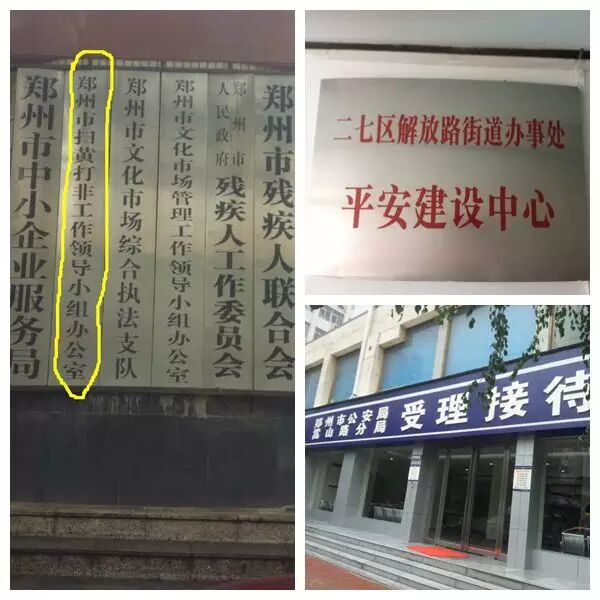 郑州市中小企业服务局
郑州市扫黄打非工作领导小组办公室
郑州市文化市场综合执法支队
郑州市文化市场管理工作领导小组办公室
郑州市
人民政府
残疾人工作委员会
郑州市残疾人联合会
二七区解放路街道办事处
平安建设中心
郑州市公安局
嵩山路分局
受理接待